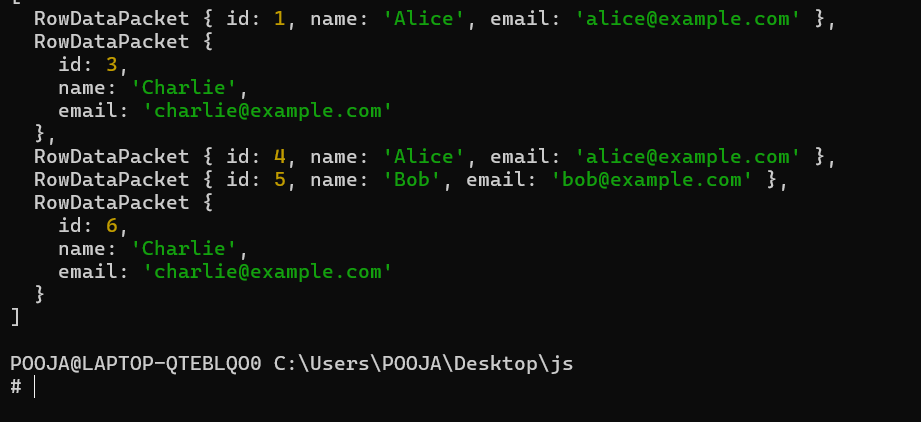 [
  RowDataPacket { id: 1, name: 'Alice', email: 'alice@example.com' },
  RowDataPacket {
    id: 3,
    name: 'Charlie',
    email: 'charlie@example.com'
  },
  RowDataPacket { id: 4, name: 'Alice', email: 'alice@example.com' },
  RowDataPacket { id: 5, name: 'Bob', email: 'bob@example.com' },
  RowDataPacket {
    id: 6,
    name: 'Charlie',
    email: 'charlie@example.com'
  }
]
POOJA@LAPTOP-QTEBLQO0 C:\Users\POOJA\Desktop\js
#